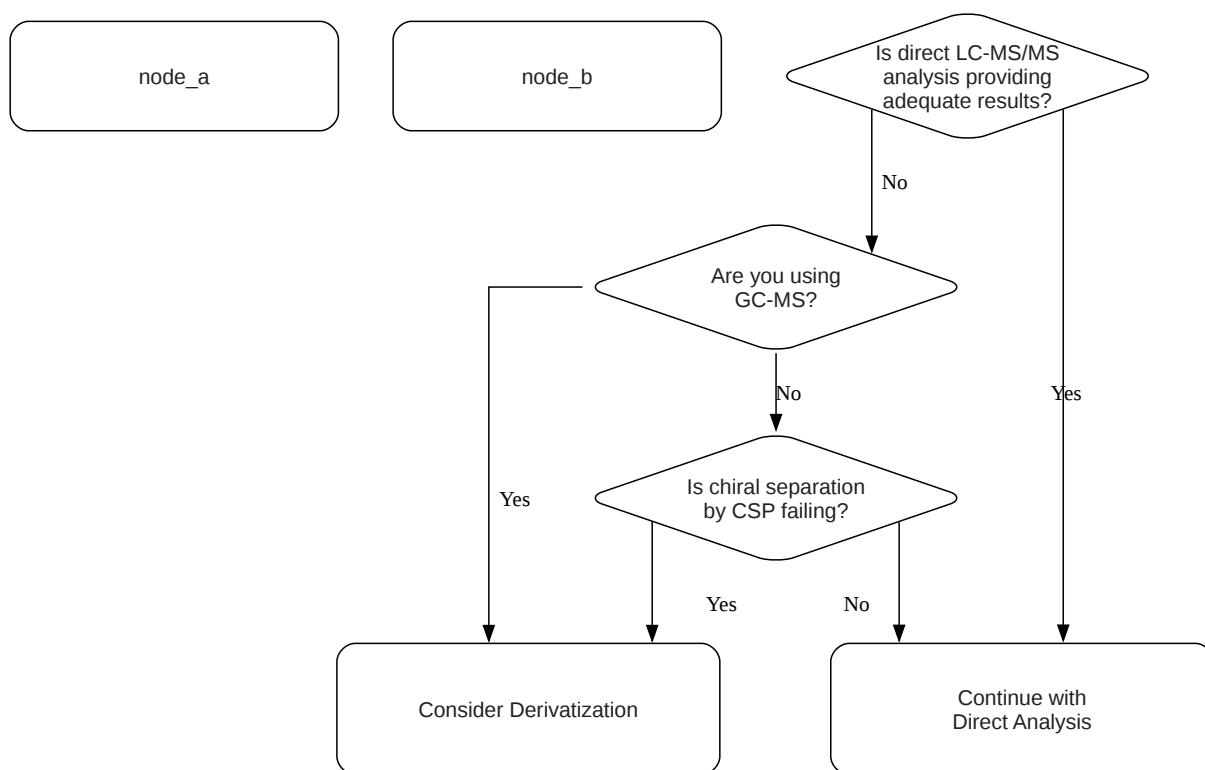 node_a
node_b
Is direct LC-MS/MS
analysis providing
adequate results?
No
Are you using
GC-MS?
No
Yes
Is chiral separation
by CSP failing?
Yes
Yes
No
Consider Derivatization
Continue with
Direct Analysis